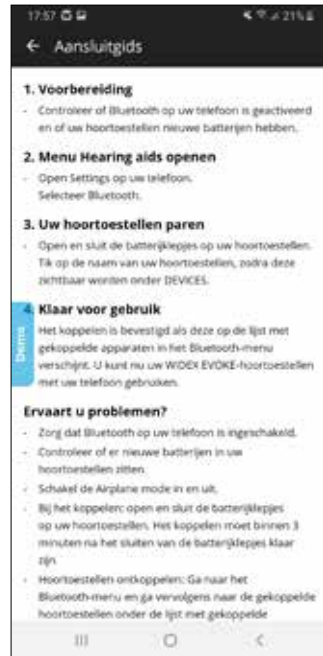 17:57 21%
Aansluitgids
1. Voorbereiding
- Controleer of Bluetooth op uw telefoon is geactiveerd
en of uw hoortoestellen nieuwe batterijen hebben.
2. Menu Hearing aids openen
- Open Settings op uw telefoon.
Selecteer Bluetooth.
3. Uw hoortoestellen paren
- Open en sluit de batterijklepjes op uw hoortoestellen.
Tik op de naam van uw hoortoestellen, zodra deze
zichtbaar worden onder DEVICES.
4. Klaar voor gebruik
Het koppelen is bevestigd als deze op de lijst met
gekoppelde apparaten in het Bluetooth-menu
verschijnt. U kunt nu uw WIDEX EVOKE-hoortoestellen
met uw telefoon gebruiken.
Demo
Ervaart u problemen?
- Zorg dat Bluetooth op uw telefoon is ingeschakeld.
- Controleer of er nieuwe batterijen in uw
hoortoestellen zitten
- Schakel de Airplane mode in en uit.
- Bij het koppelen: open en sluit de batterijklepjes
op uw hoortoestellen. Het koppelen moet binnen 3
minuten na het sluiten van de batterijklepjes klaar
zijn
- Hoortoestellen ontkoppelen: Ga naar het
Bluetooth-menu en ga vervolgens naar de gekoppelde
hoortoestellen onder de lijst met gekoppelde